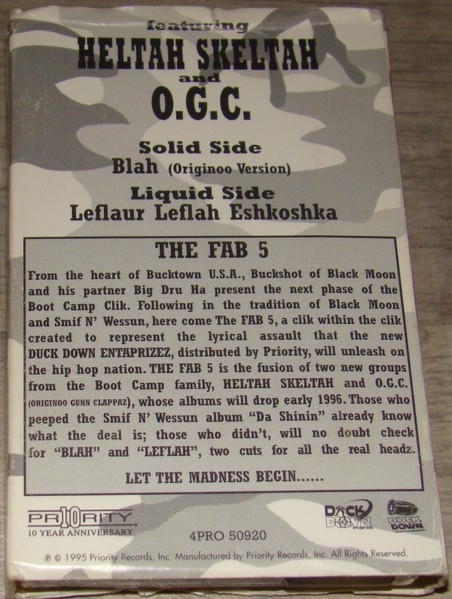 featuring
HELTAH SKELTAH
and
O.G.C.
Solid Side
Blah (Originoo Version)
Liquid Side
Leflaur Leflah Eshkoshka
THE FAB 5
From the heart of Bucktown U.S.A., Buckshot of Black Moon
and his partner Big Dru Ha present the next phase of the
Boot Camp Clik. Following in the tradition of Black Moon
and Smif N' Wessun, here come The FAB 5, a clik within the clik
created to represent the lyrical assault that the new
DUCK DOWN ENTAPRIZEZ, distributed by Priority, will unleash on
the hip hop nation. THE FAB 5 is the fusion of two new groups
from the Boot Camp family, HELTAH SKELTAH and O.G.C.
(ORIGINOO GUNN CLAPPAZ), whose albums will drop early 1996. Those who
peeped the Smif N' Wessun album "Da Shinin" already know
what the deal is; those who didn't, will no doubt check
for "BLAH" and "LEFLAH", two cuts for all the real headz.
LET THE MADNESS BEGIN......
PRIORITY
10
10 YEAR ANNIVERSARY
4PRO 50920
DUCK DOWN
DUCK DOWN
℗ © 1995 Priority Records, Inc. Manufactured by Priority Records, Inc. All Rights Reserved.